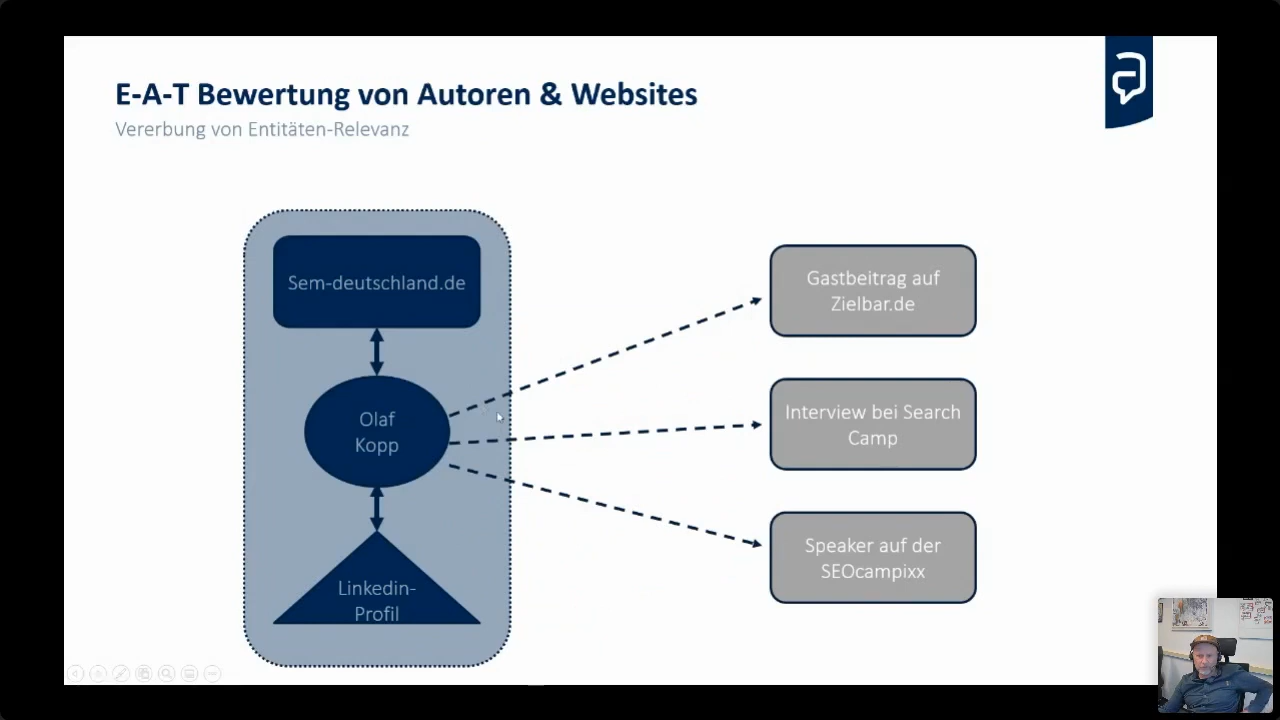 E-A-T Bewertung von Autoren & Websites
Vererbung von Entitäten-Relevanz
Sem-deutschland.de
Olaf
Kopp
Linkedin-
Profil
Gastbeitrag auf
Zielbar.de
Interview bei Search
Camp
Speaker auf der
SEOcampixx